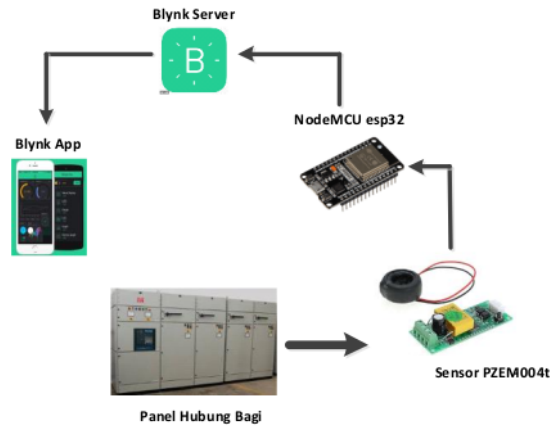 Blynk Server
B
NodeMCU esp32
Blynk App
Sensor PZEM004t
Panel Hubung Bagi